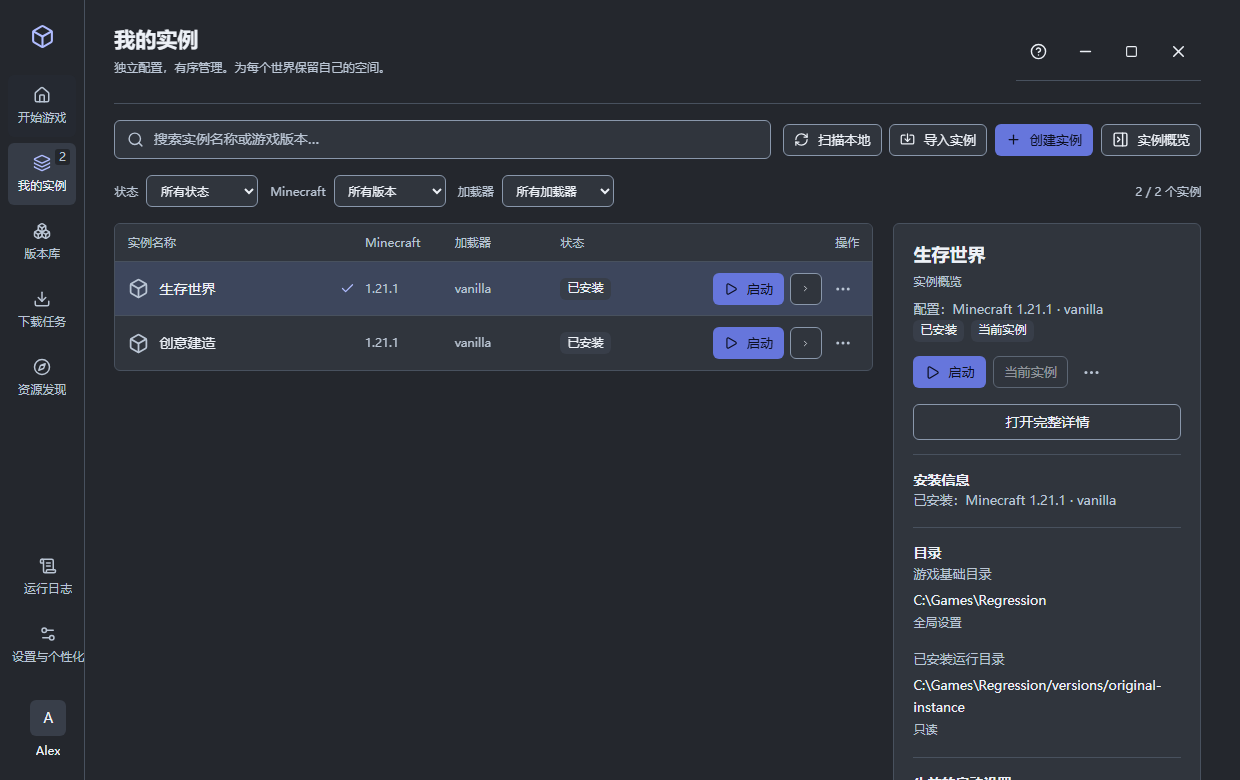 我的实例
独立配置，有序管理。为每个世界保留自己的空间。
开始游戏
2
我的实例
版本库
下载任务
资源发现
运行日志
设置与个性化
A
Alex
搜索实例名称或游戏版本...
扫描本地
导入实例
创建实例
实例概览
状态 所有状态 Minecraft 所有版本 加载器 所有加载器
2 / 2 个实例
实例名称 Minecraft 加载器 状态 操作
生存世界 1.21.1 vanilla 已安装 启动
创意建造 1.21.1 vanilla 已安装 启动
生存世界
实例概览
配置：Minecraft 1.21.1 · vanilla
已安装 当前实例
启动 当前实例
打开完整详情
安装信息
已安装：Minecraft 1.21.1 · vanilla
目录
游戏基础目录
C:\Games\Regression
全局设置
已安装运行目录
C:\Games\Regression/versions/original-
instance
只读